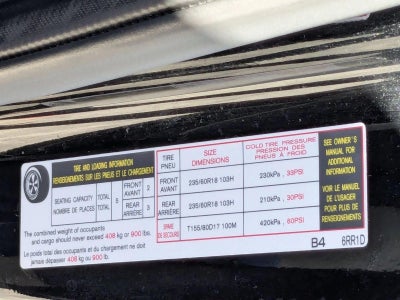 TIRE AND LOADING INFORMATION
RENSEIGNEMENTS SUR LES PNEUS ET LE CHARGEMENT
SEATING CAPACITY
NOMBRE DE PLACES
TOTAL 5
FRONT
AVANT 2
REAR
ARRIÈRE 3
The combined weight of occupants
and cargo should never exceed 408 kg or 900 lbs.
Le poids total des occupants et du chargement ne doit
jamais dépasser 408 kg ou 900 lb.
TIRE
PNEU
SIZE
DIMENSIONS
COLD TIRE PRESSURE
PRESSION DES
PNEUS À FROID
FRONT
AVANT
235/60R18 103H
230kPa , 33PSI
REAR
ARRIÈRE
235/60R18 103H
210kPa , 30PSI
SPARE
DE SECOURS
T155/80D17 100M
420kPa , 60PSI
SEE OWNER'S
MANUAL FOR
ADDITIONAL
INFORMATION
VOIR LE MANUEL
DE L'USAGER
POUR PLUS DE
RENSEIGNEMENTS
B4 6RR1D